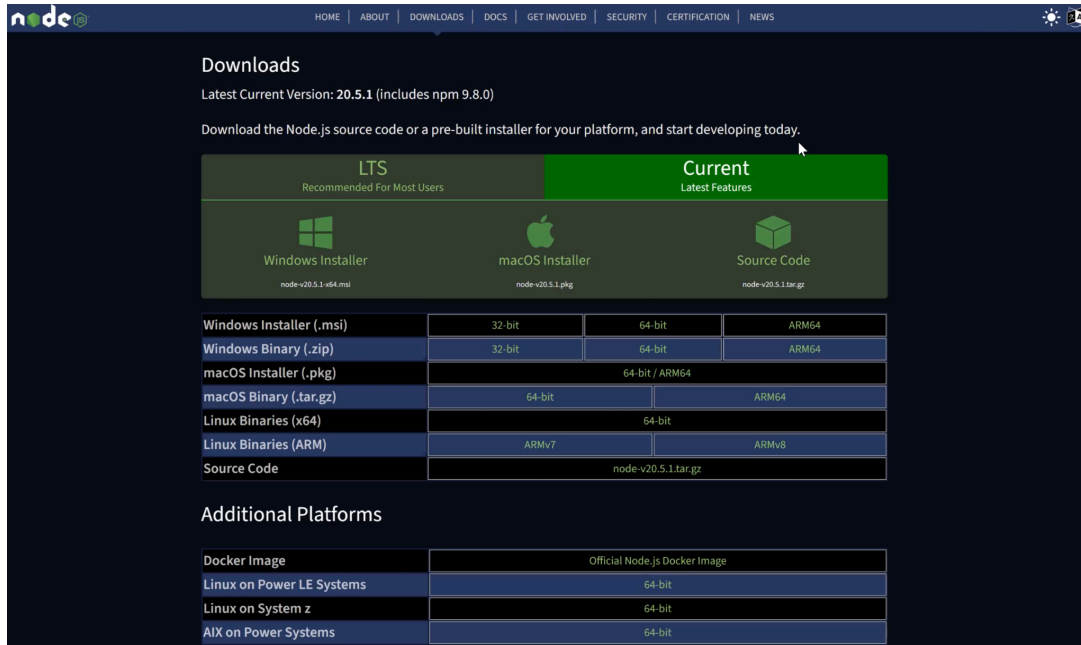 node JS
HOME | ABOUT | DOWNLOADS | DOCS | GET INVOLVED | SECURITY | CERTIFICATION | NEWS
Downloads
Latest Current Version: 20.5.1 (includes npm 9.8.0)
Download the Node.js source code or a pre-built installer for your platform, and start developing today.
LTS Current
Recommended For Most Users Latest Features
Windows Installer macOS Installer Source Code
node-v20.5.1-x64.msi node-v20.5.1.pkg node-v20.5.1.tar.gz
Windows Installer (.msi) 32-bit 64-bit ARM64
Windows Binary (.zip) 32-bit 64-bit ARM64
macOS Installer (.pkg) 64-bit / ARM64
macOS Binary (.tar.gz) 64-bit ARM64
Linux Binaries (x64) 64-bit
Linux Binaries (ARM) ARMv7 ARMv8
Source Code node-v20.5.1.tar.gz
Additional Platforms
Docker Image Official Node.js Docker Image
Linux on Power LE Systems 64-bit
Linux on System z 64-bit
AIX on Power Systems 64-bit